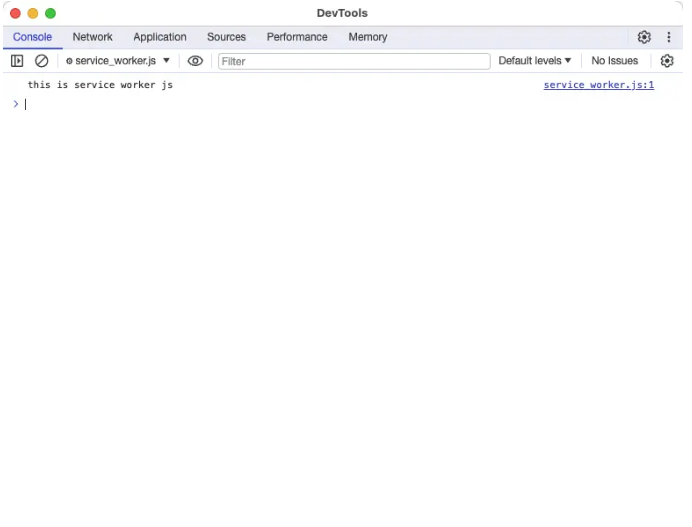 DevTools
Console Network Application Sources Performance Memory
service_worker.js Filter Default levels No Issues
this is service worker js service_worker.js:1
>